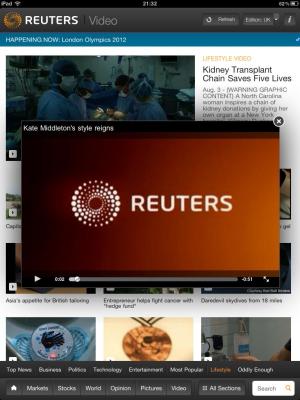 iPad
21:32
REUTERS Video
Refresh
Edition: UK
HAPPENING NOW: London Olympics 2012
LIFESTYLE VIDEO
Kidney Transplant
Chain Saves Five Lives
Aug. 3 - (WARNING GRAPHIC
CONTENT) A North Carolina
woman inspires a chain of
kidney donations by giving
her own organ at a New York
Kate Middleton's style reigns
REUTERS
0:02
-0:51
gel
Asia's appetite for British tailoring
Entrepreneur helps fight cancer with
"hedge fund"
Daredevil skydives from 18 miles
Top News Business Politics Technology Entertainment Most Popular Lifestyle Oddly Enough
Markets Stocks World Opinion Pictures Video All Sections Search